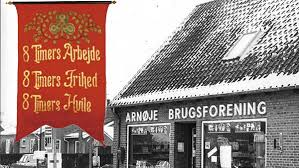 8 Timers Arbejde
8 Timers Frihed
8 Timers Hvile
ARNØJE BRUGSFORENING